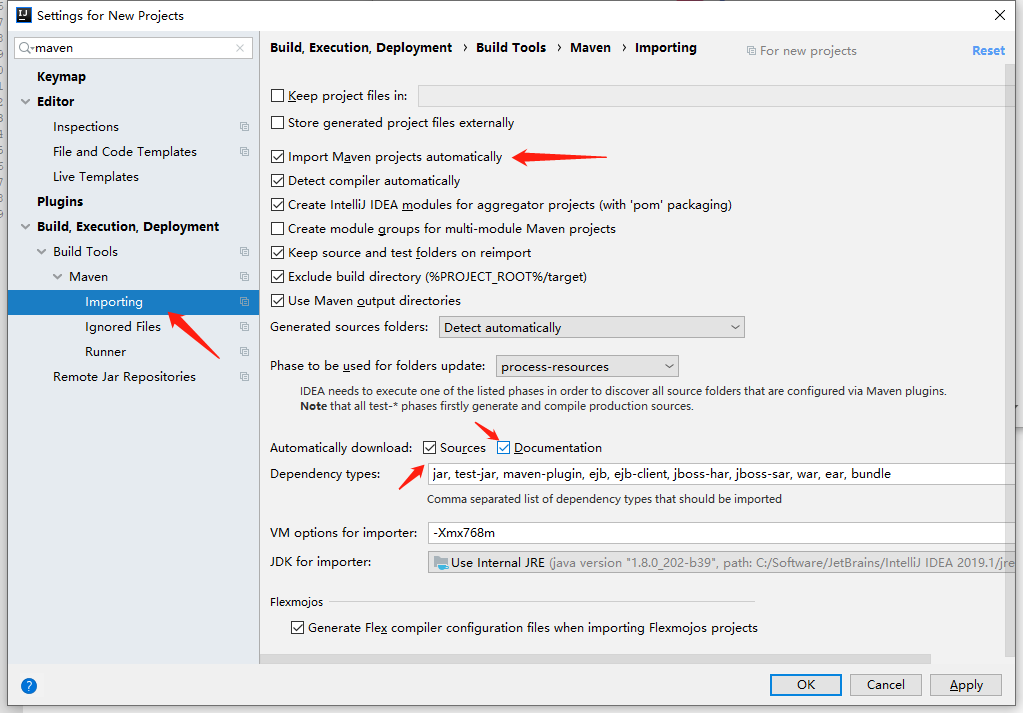 Settings for New Projects
maven
Keymap
Editor
Inspections
File and Code Templates
Live Templates
Plugins
Build, Execution, Deployment
Build Tools
Maven
Importing
Ignored Files
Runner
Remote Jar Repositories
Build, Execution, Deployment › Build Tools › Maven › Importing
For new projects
Reset
Keep project files in:
Store generated project files externally
Import Maven projects automatically
Detect compiler automatically
Create IntelliJ IDEA modules for aggregator projects (with 'pom' packaging)
Create module groups for multi-module Maven projects
Keep source and test folders on reimport
Exclude build directory (%PROJECT_ROOT%/target)
Use Maven output directories
Generated sources folders: Detect automatically
Phase to be used for folders update: process-resources
IDEA needs to execute one of the listed phases in order to discover all source folders that are configured via Maven plugins.
Note that all test-* phases firstly generate and compile production sources.
Automatically download: Sources Documentation
Dependency types: jar, test-jar, maven-plugin, ejb, ejb-client, jboss-har, jboss-sar, war, ear, bundle
Comma separated list of dependency types that should be imported
VM options for importer: -Xmx768m
JDK for importer: Use Internal JRE (java version "1.8.0_202-b39", path: C:/Software/JetBrains/IntelliJ IDEA 2019.1/jre
Flexmojos
Generate Flex compiler configuration files when importing Flexmojos projects
?
OK
Cancel
Apply